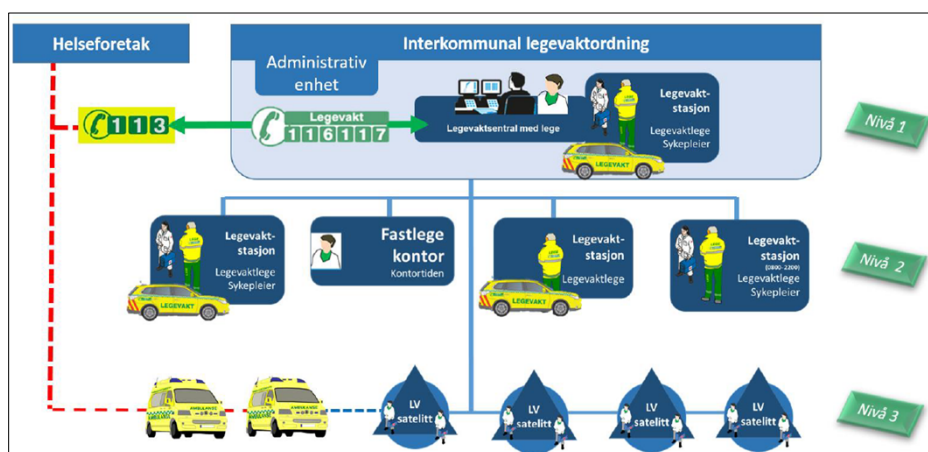 Helseforetak
Interkommunal legevaktordning
Administrativ
enhet
113
Legevakt
116117
Legevaktsentral med lege
Legevakt-
stasjon
Legevaktlege
Sykepleier
LEGEVAKT
Nivå 1
Legevakt-
stasjon
Legevaktlege
Sykepleier
LEGEVAKT
Fastlege
kontor
Kontortiden
Legevakt-
stasjon
Legevaktlege
LEGEVAKT
Legevakt-
stasjon
(0800-2200)
Legevaktlege
Sykepleier
Nivå 2
AMBULANSE
AMBULANSE
LV
satelitt
LV
satelitt
LV
satelitt
LV
satelitt
Nivå 3